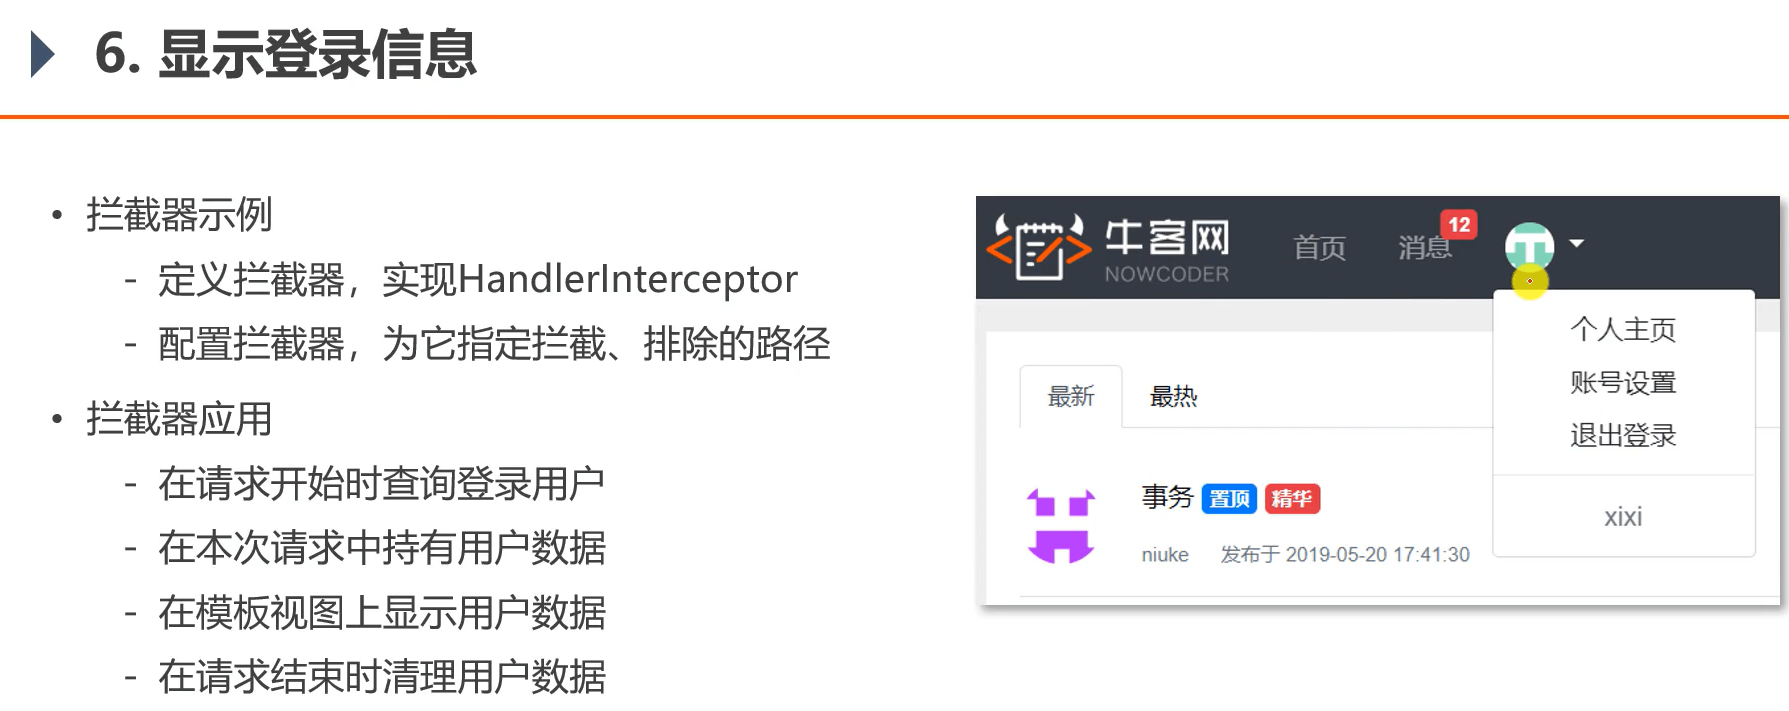 6. 显示登录信息
• 拦截器示例
- 定义拦截器，实现HandlerInterceptor
- 配置拦截器，为它指定拦截、排除的路径
• 拦截器应用
- 在请求开始时查询登录用户
- 在本次请求中持有用户数据
- 在模板视图上显示用户数据
- 在请求结束时清理用户数据
牛客网
NOWCODER
首页
消息
12
个人主页
账号设置
退出登录
xixi
最新
最热
事务 置顶 精华
niuke 发布于 2019-05-20 17:41:30